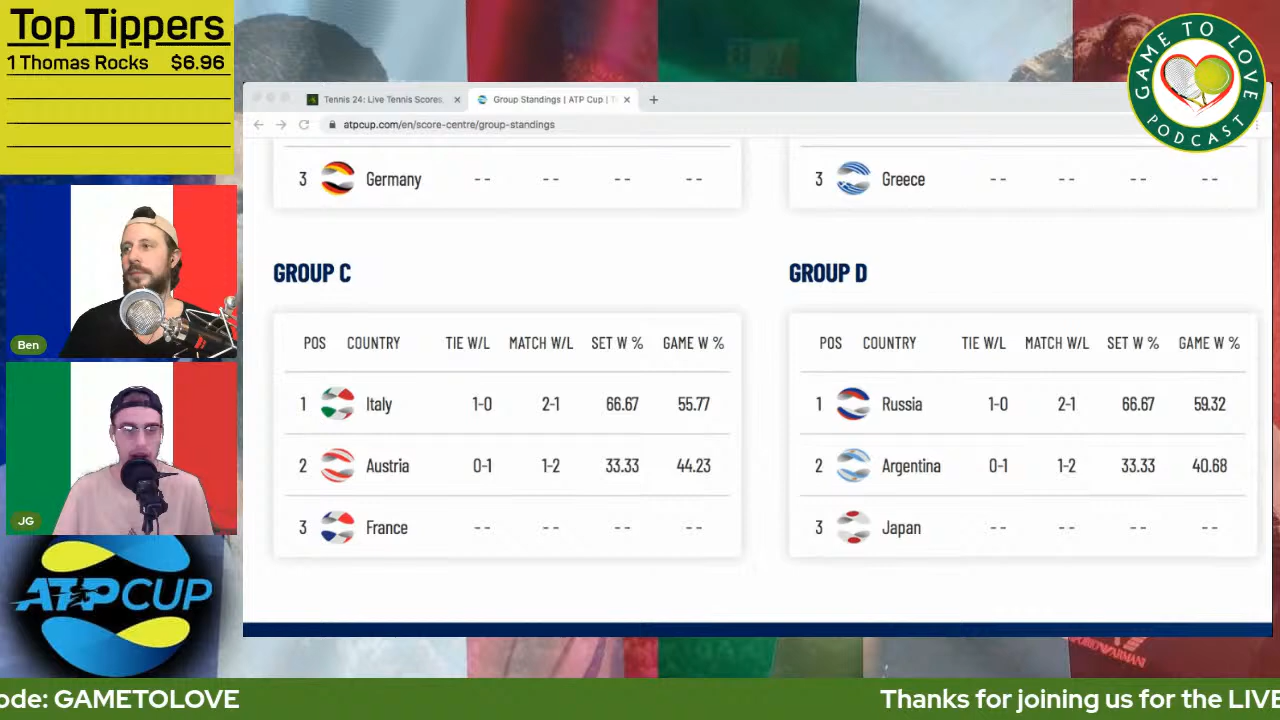 Top Tippers
1 Thomas Rocks $6.96
GAME TO LOVE
PODCAST
Tennis 24: Live Tennis Scores,
Group Standings | ATP Cup | T
atpcup.com/en/score-centre/group-standings
3 Germany - - - - - - - -
3 Greece - - - - - - - -
GROUP C
POS COUNTRY TIE W/L MATCH W/L SET W % GAME W %
1 Italy 1-0 2-1 66.67 55.77
2 Austria 0-1 1-2 33.33 44.23
3 France - - - - - - - -
GROUP D
POS COUNTRY TIE W/L MATCH W/L SET W % GAME W %
1 Russia 1-0 2-1 66.67 59.32
2 Argentina 0-1 1-2 33.33 40.68
3 Japan - - - - - - - -
Ben
JG
ATP CUP
EMPORIO ARMANI
ode: GAMETOLOVE
Thanks for joining us for the LIVE